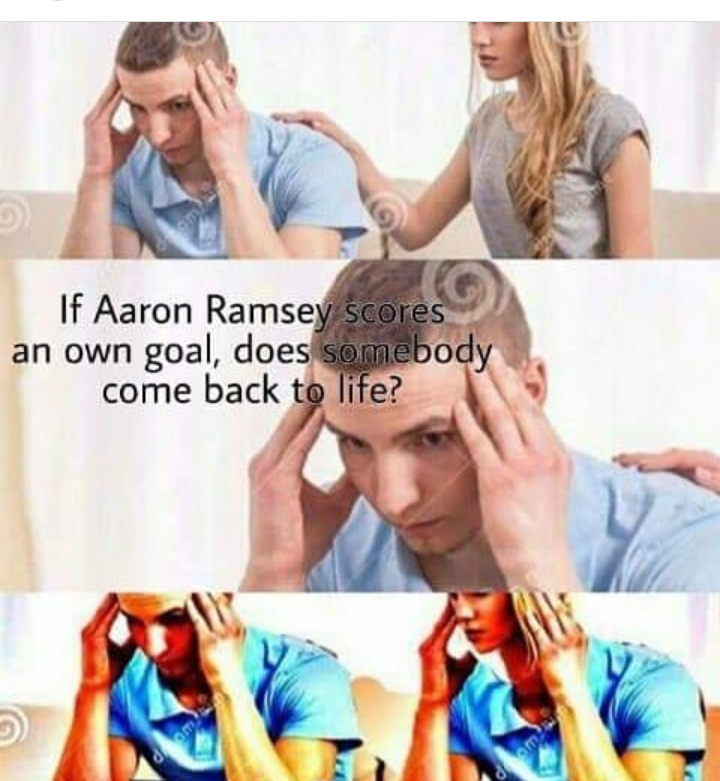 If Aaron Ramsey scores
an own goal, does somebody
come back to life?